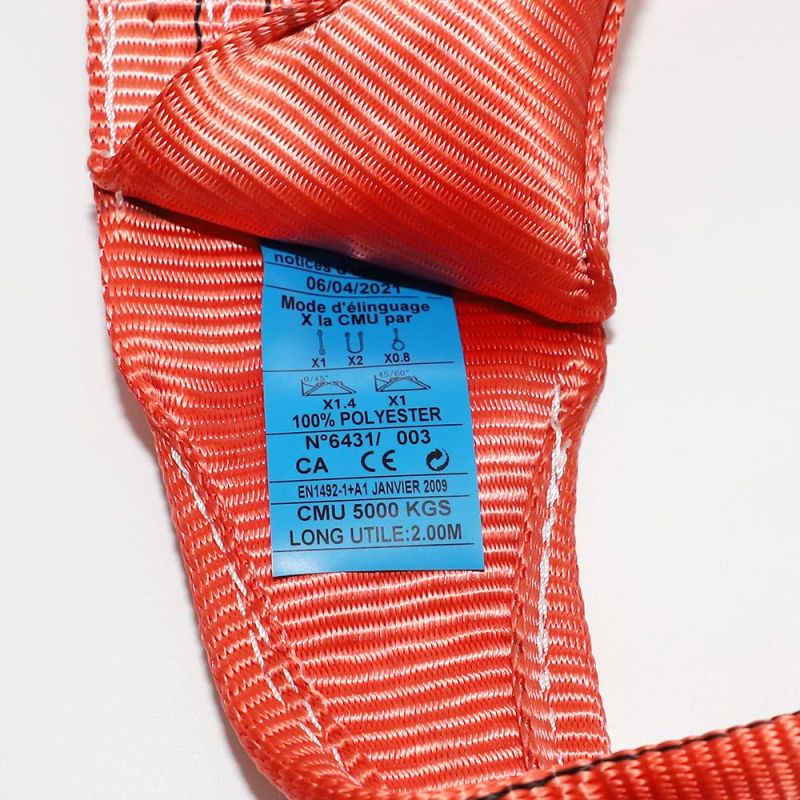 notices
06/04/2021
Mode d'élinguage
X la CMU par
X1 X2 X0.8
0/45° 45/60°
X1.4 X1
100% POLYESTER
N°6431/ 003
CA CE
EN1492-1+A1 JANVIER 2009
CMU 5000 KGS
LONG UTILE:2.00M